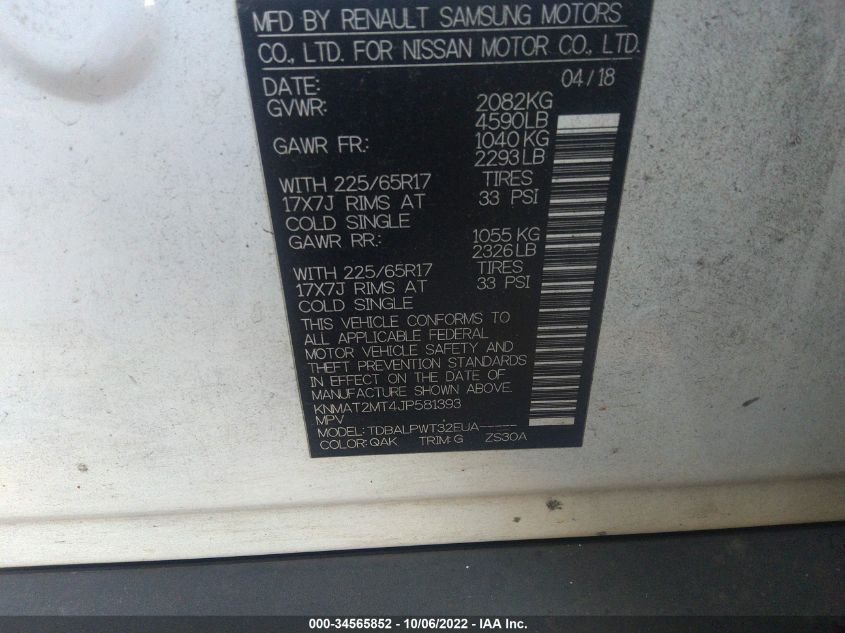 MFD BY RENAULT SAMSUNG MOTORS
CO., LTD. FOR NISSAN MOTOR CO., LTD.
DATE: 04/18
GVWR: 2082KG
4590LB
GAWR FR: 1040 KG
2293 LB
WITH 225/65R17 TIRES
17X7J RIMS AT 33 PSI
COLD SINGLE
GAWR RR: 1055 KG
2326 LB
WITH 225/65R17 TIRES
17X7J RIMS AT 33 PSI
COLD SINGLE
THIS VEHICLE CONFORMS TO
ALL APPLICABLE FEDERAL
MOTOR VEHICLE SAFETY AND
THEFT PREVENTION STANDARDS
IN EFFECT ON THE DATE OF
MANUFACTURE SHOWN ABOVE.
KNMAT2MT4JP581393
MPV
MODEL: TDBALPWT32EUA-----
COLOR: QAK TRIM: G ZS30A
000-34565852 - 10/06/2022 - IAA Inc.